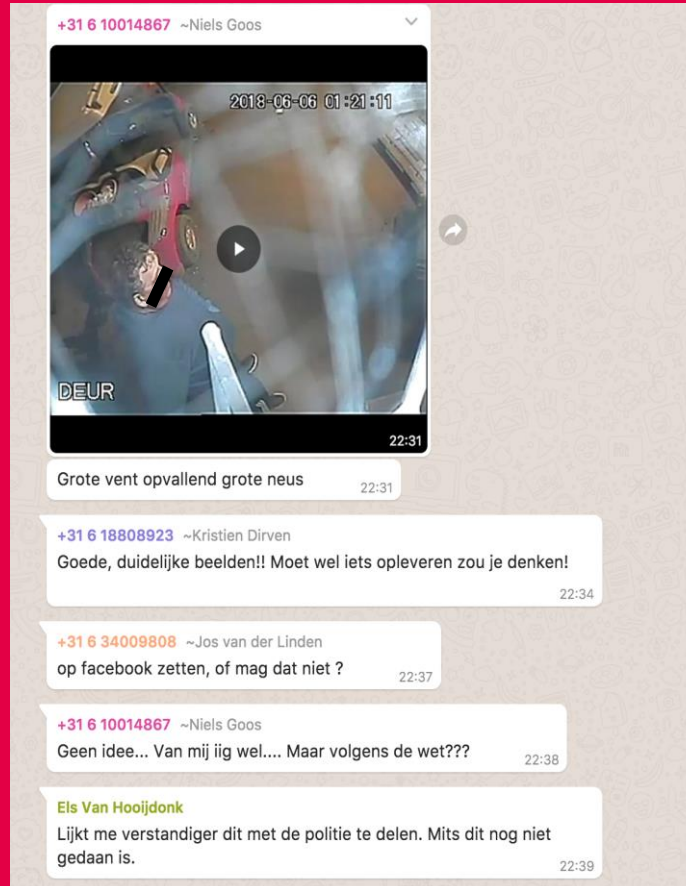 +31 6 10014867 ~Niels Goos
2018-06-06 01:21:11
DEUR
22:31
Grote vent opvallend grote neus
22:31
+31 6 18808923 ~Kristien Dirven
Goede, duidelijke beelden!! Moet wel iets opleveren zou je denken!
22:34
+31 6 34009808 ~Jos van der Linden
op facebook zetten, of mag dat niet ?
22:37
+31 6 10014867 ~Niels Goos
Geen idee... Van mij iig wel.... Maar volgens de wet???
22:38
Els Van Hooijdonk
Lijkt me verstandiger dit met de politie te delen. Mits dit nog niet
gedaan is.
22:39